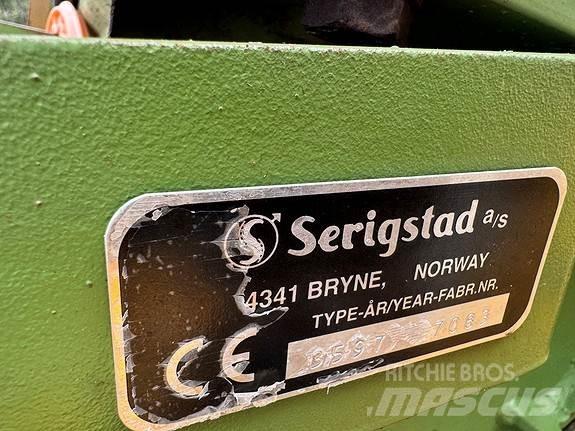 S Serigstad a/s
4341 BRYNE, NORWAY
TYPE-ÅR/YEAR-FABR.NR.
CE
RITCHIE BROS.
MASCUS